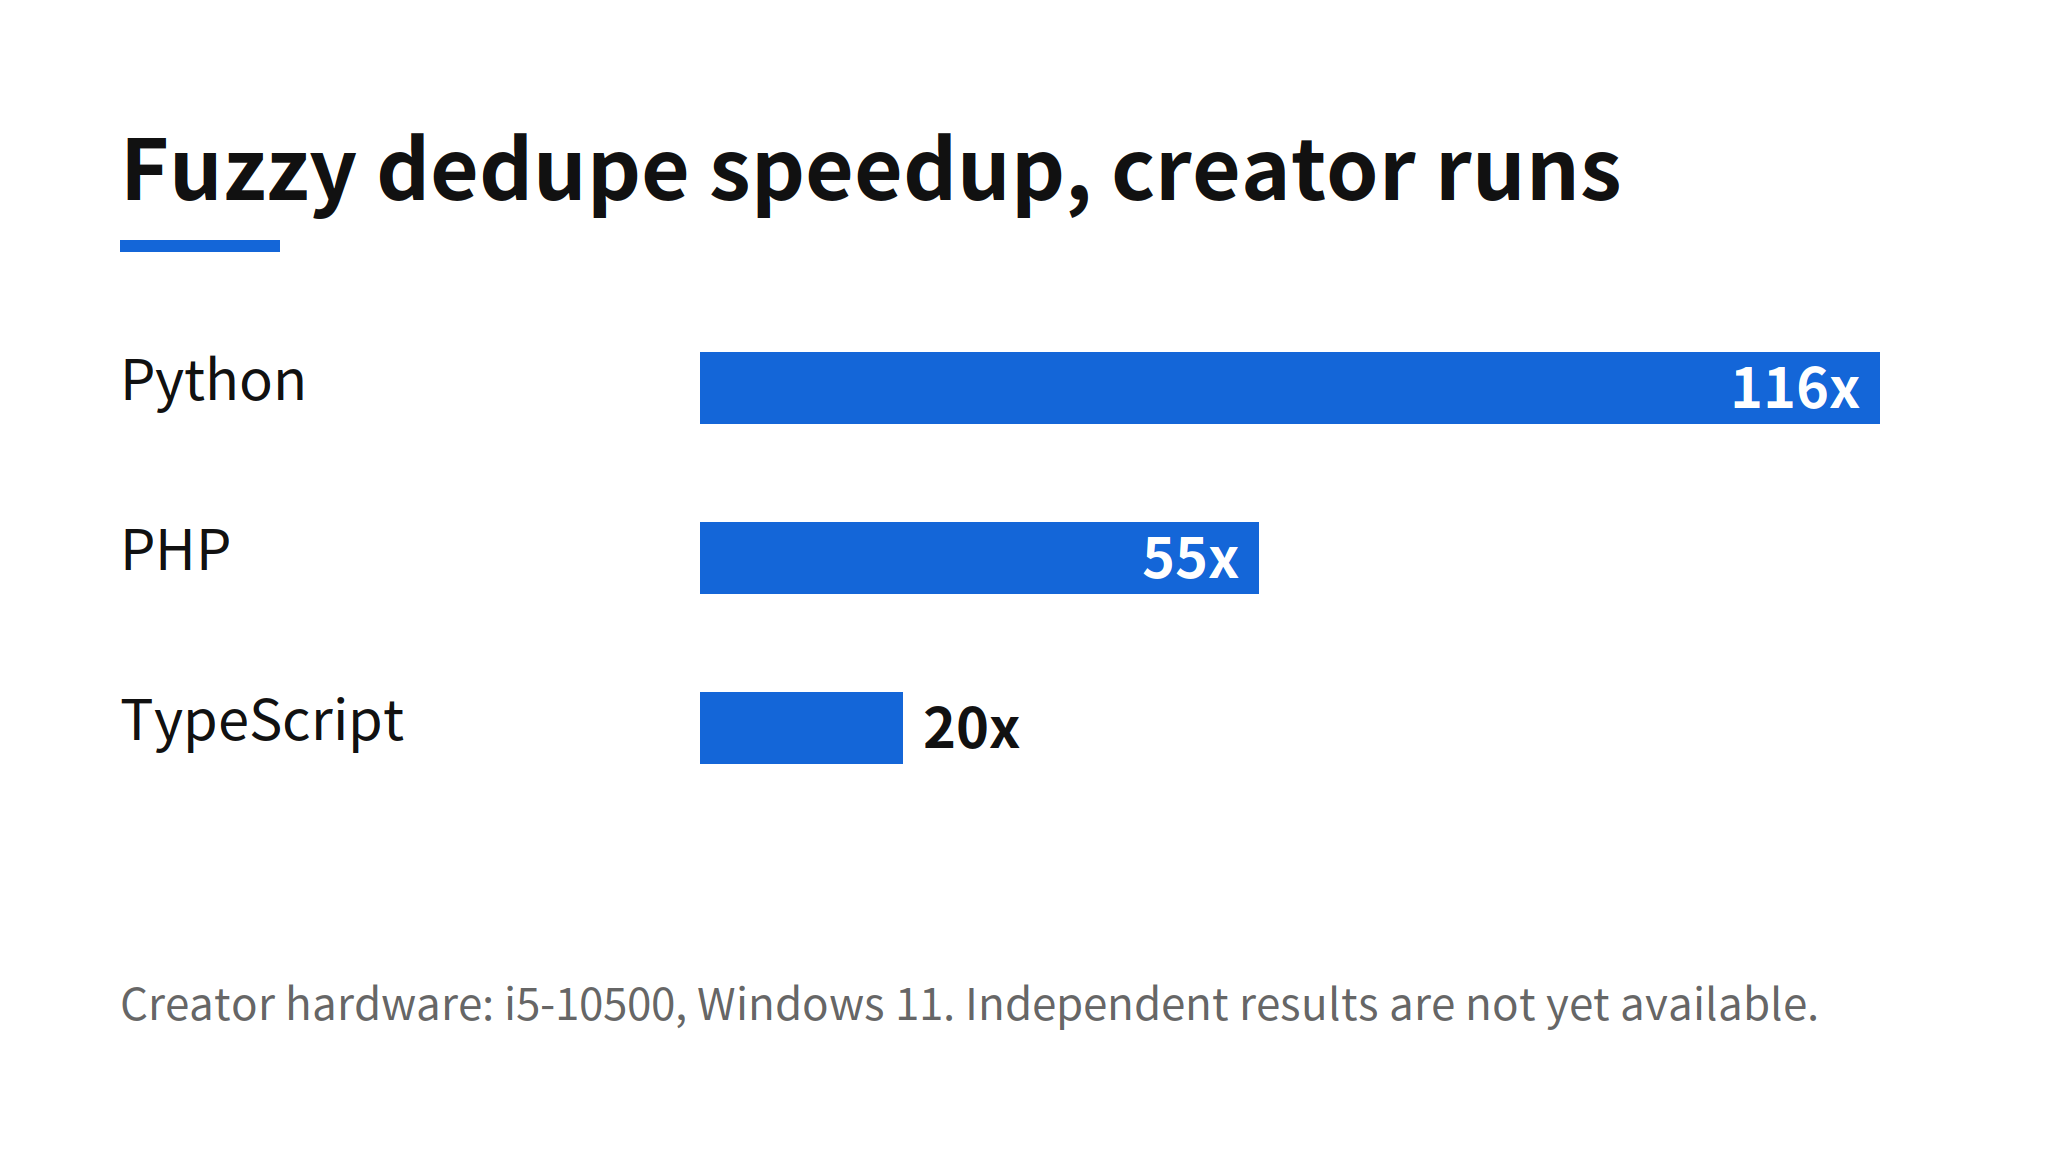 Fuzzy dedupe speedup, creator runs
Python
116x
PHP
55x
TypeScript
20x
Creator hardware: i5-10500, Windows 11. Independent results are not yet available.